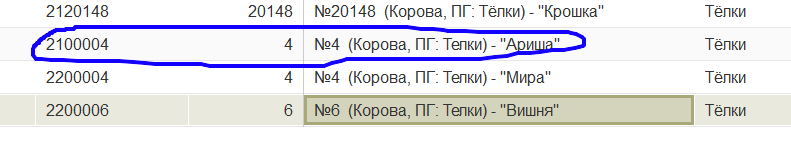 2120148 20148 №20148 (Корова, ПГ: Тёлки) - "Крошка" Тёлки
2100004 4 №4 (Корова, ПГ: Телки) - "Ариша" Тёлки
2200004 4 №4 (Корова, ПГ: Телки) - "Мира" Тёлки
2200006 6 №6 (Корова, ПГ: Телки) - "Вишня" Тёлки